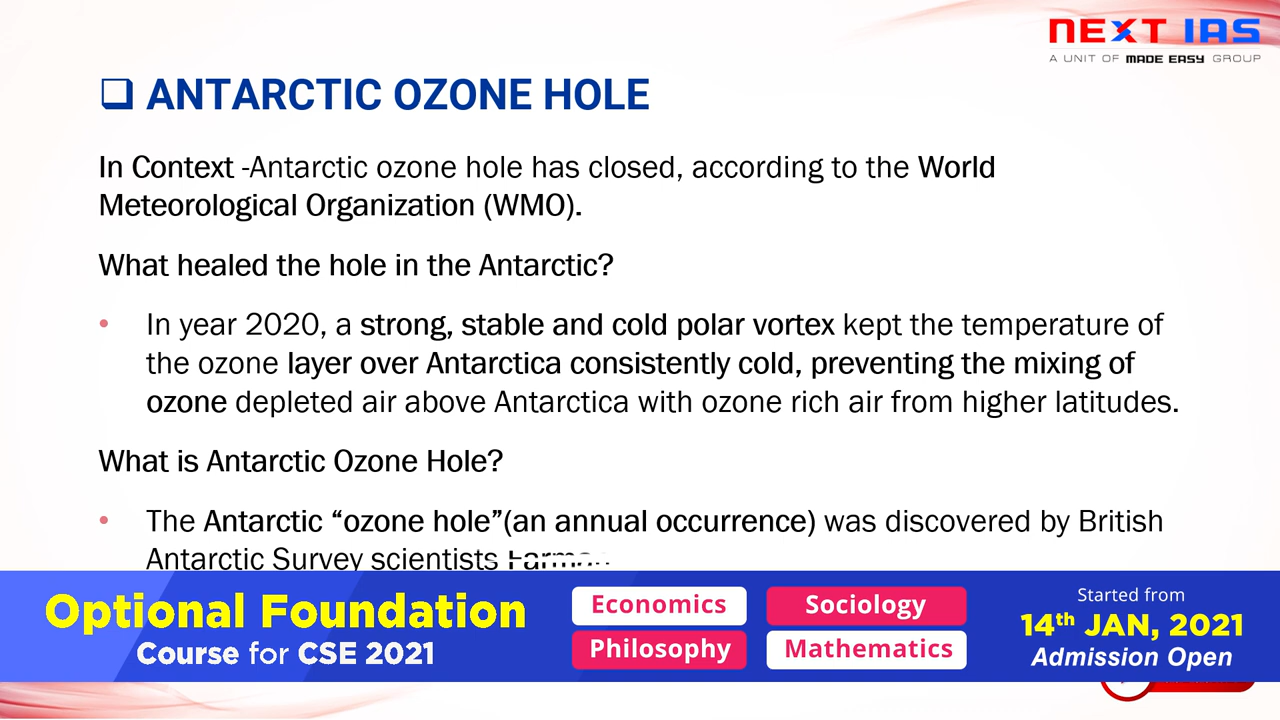 NEXT IAS
A UNIT OF MADE EASY GROUP
❑ ANTARCTIC OZONE HOLE
In Context -Antarctic ozone hole has closed, according to the World
Meteorological Organization (WMO).
What healed the hole in the Antarctic?
• In year 2020, a strong, stable and cold polar vortex kept the temperature of
the ozone layer over Antarctica consistently cold, preventing the mixing of
ozone depleted air above Antarctica with ozone rich air from higher latitudes.
What is Antarctic Ozone Hole?
• The Antarctic “ozone hole”(an annual occurrence) was discovered by British
Antarctic Survey scientists
Optional Foundation
Course for CSE 2021
Economics
Sociology
Philosophy
Mathematics
Started from
14th JAN, 2021
Admission Open